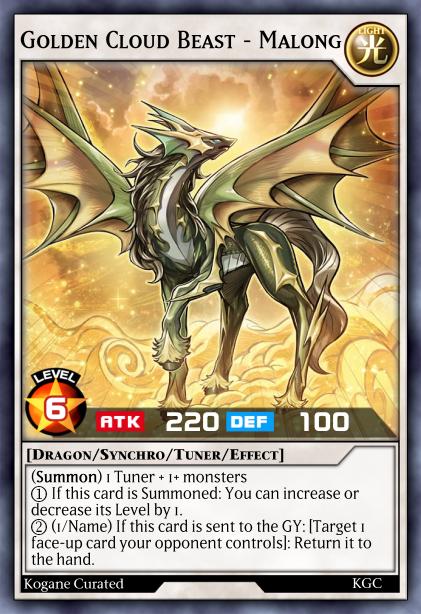 Golden Cloud Beast - Malong
LIGHT
光
LEVEL
6
ATK 220 DEF 100
[Dragon/Synchro/Tuner/Effect]
(Summon) 1 Tuner + 1+ monsters
① If this card is Summoned: You can increase or
decrease its Level by 1.
② (1/Name) If this card is sent to the GY: [Target 1
face-up card your opponent controls]: Return it to
the hand.
Kogane Curated
KGC